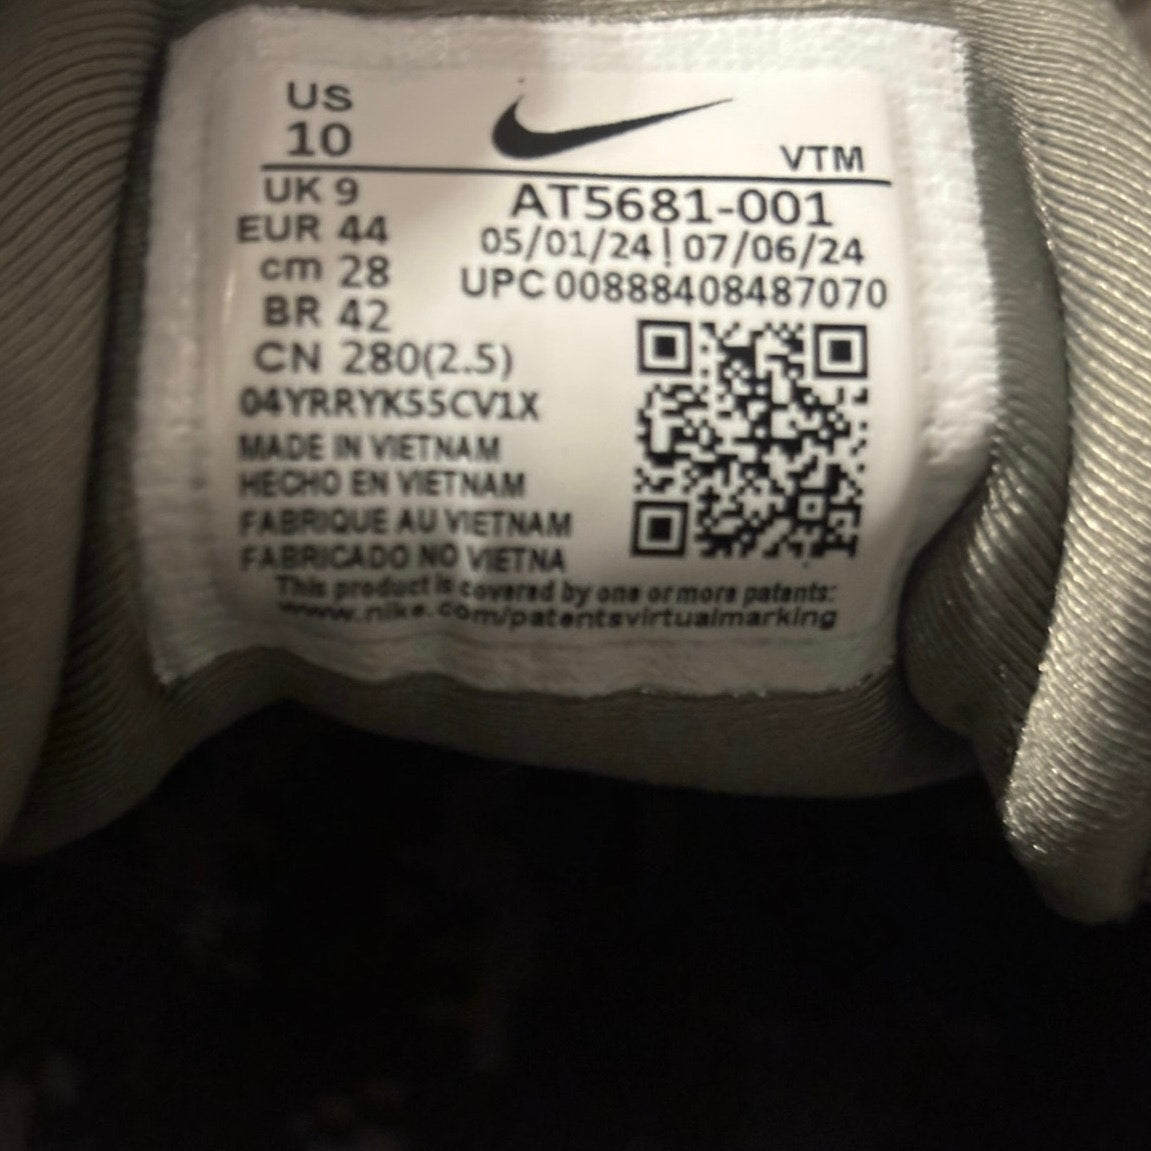 US
10
VTM
UK 9
AT5681-001
EUR 44
05/01/24 | 07/06/24
cm 28
UPC 00888408487070
BR 42
CN 280(2.5)
04YRRYK55CV1X
MADE IN VIETNAM
HECHO EN VIETNAM
FABRIQUE AU VIETNAM
FABRICADO NO VIETNA
This product is covered by one or more patents:
www.nike.com/patentsvirtualmarking